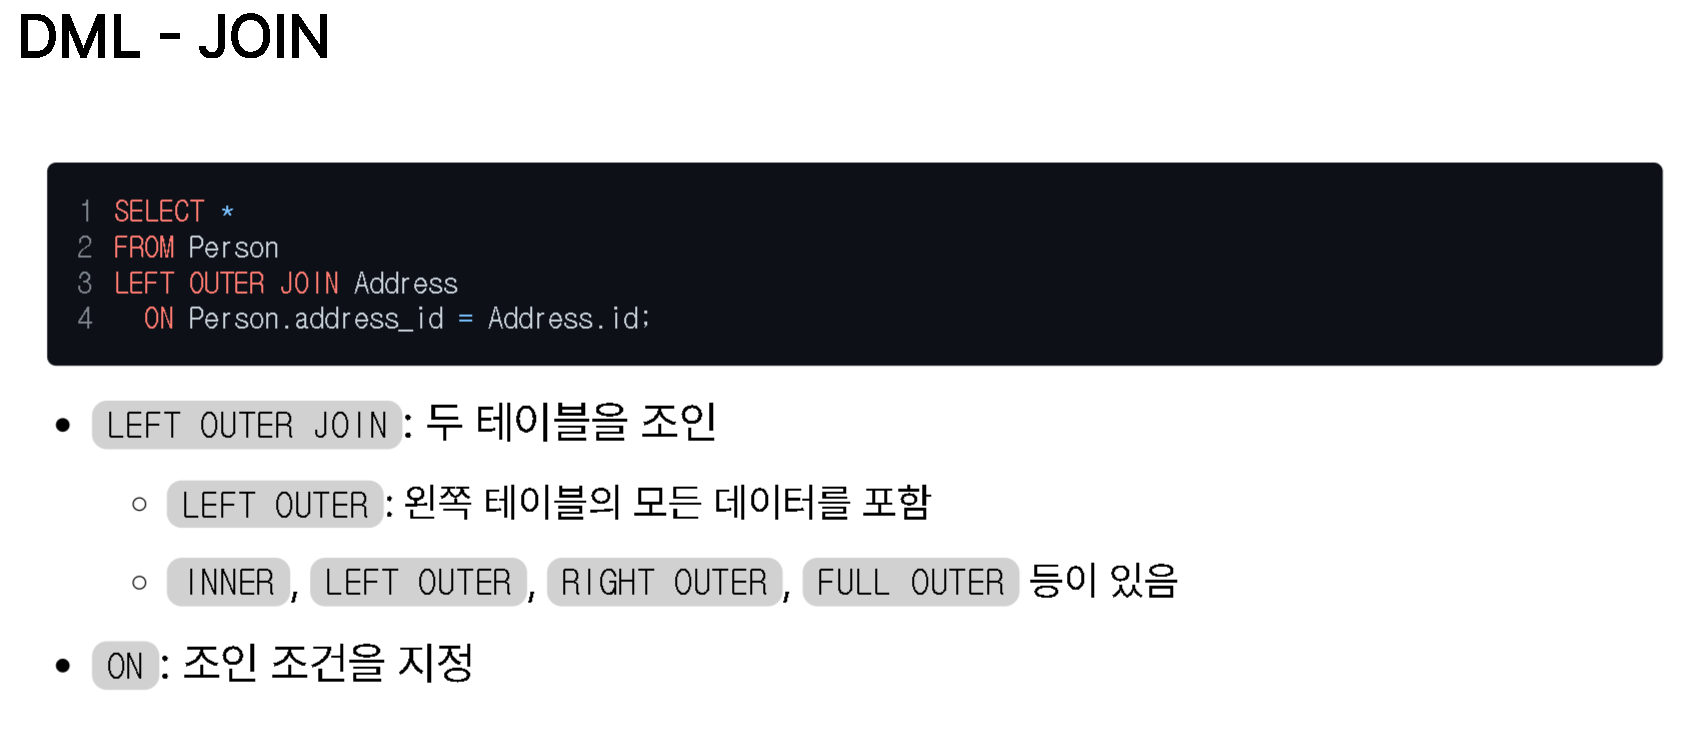 DML - JOIN
1 SELECT *
2 FROM Person
3 LEFT OUTER JOIN Address
4   ON Person.address_id = Address.id;
• LEFT OUTER JOIN: 두 테이블을 조인
○ LEFT OUTER: 왼쪽 테이블의 모든 데이터를 포함
○ INNER, LEFT OUTER, RIGHT OUTER, FULL OUTER 등이 있음
• ON: 조인 조건을 지정